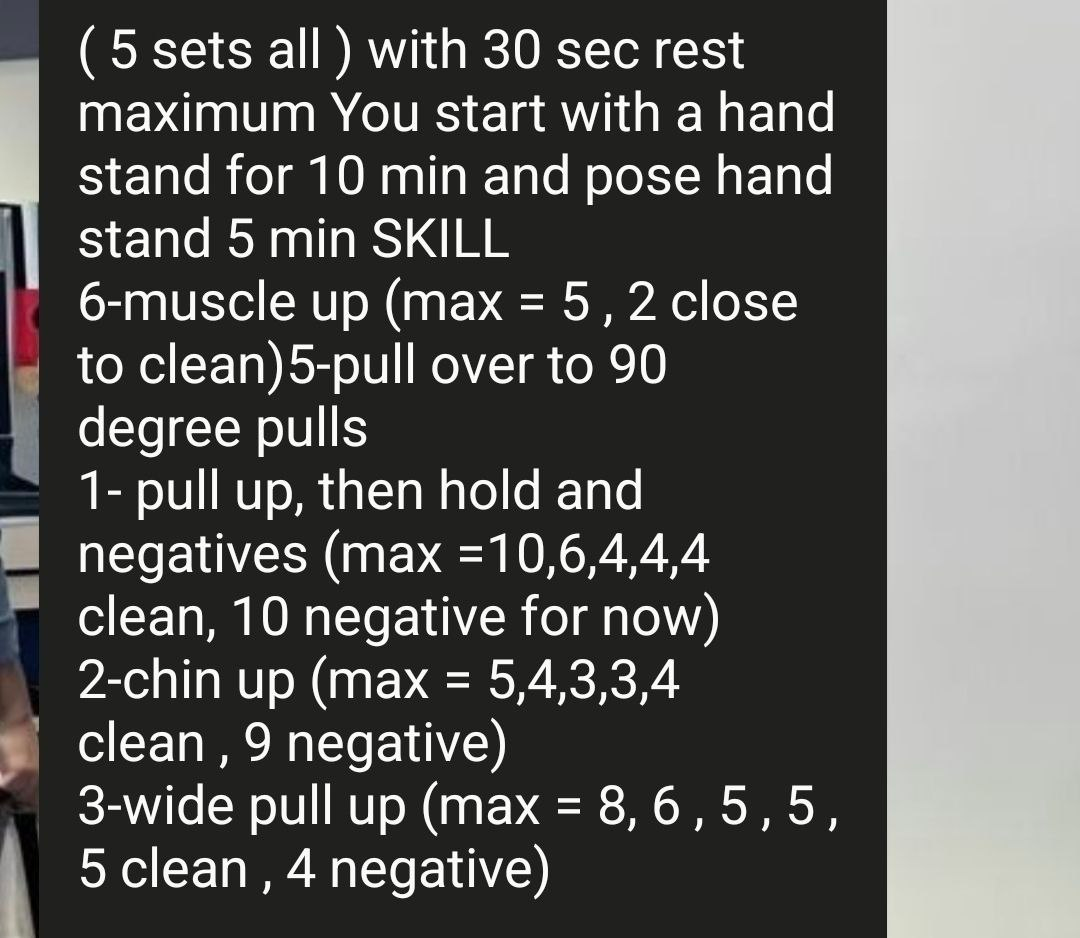 ( 5 sets all ) with 30 sec rest
maximum You start with a hand
stand for 10 min and pose hand
stand 5 min SKILL
6-muscle up (max = 5 , 2 close
to clean)5-pull over to 90
degree pulls
1- pull up, then hold and
negatives (max =10,6,4,4,4
clean, 10 negative for now)
2-chin up (max = 5,4,3,3,4
clean , 9 negative)
3-wide pull up (max = 8, 6 , 5 , 5 ,
5 clean , 4 negative)